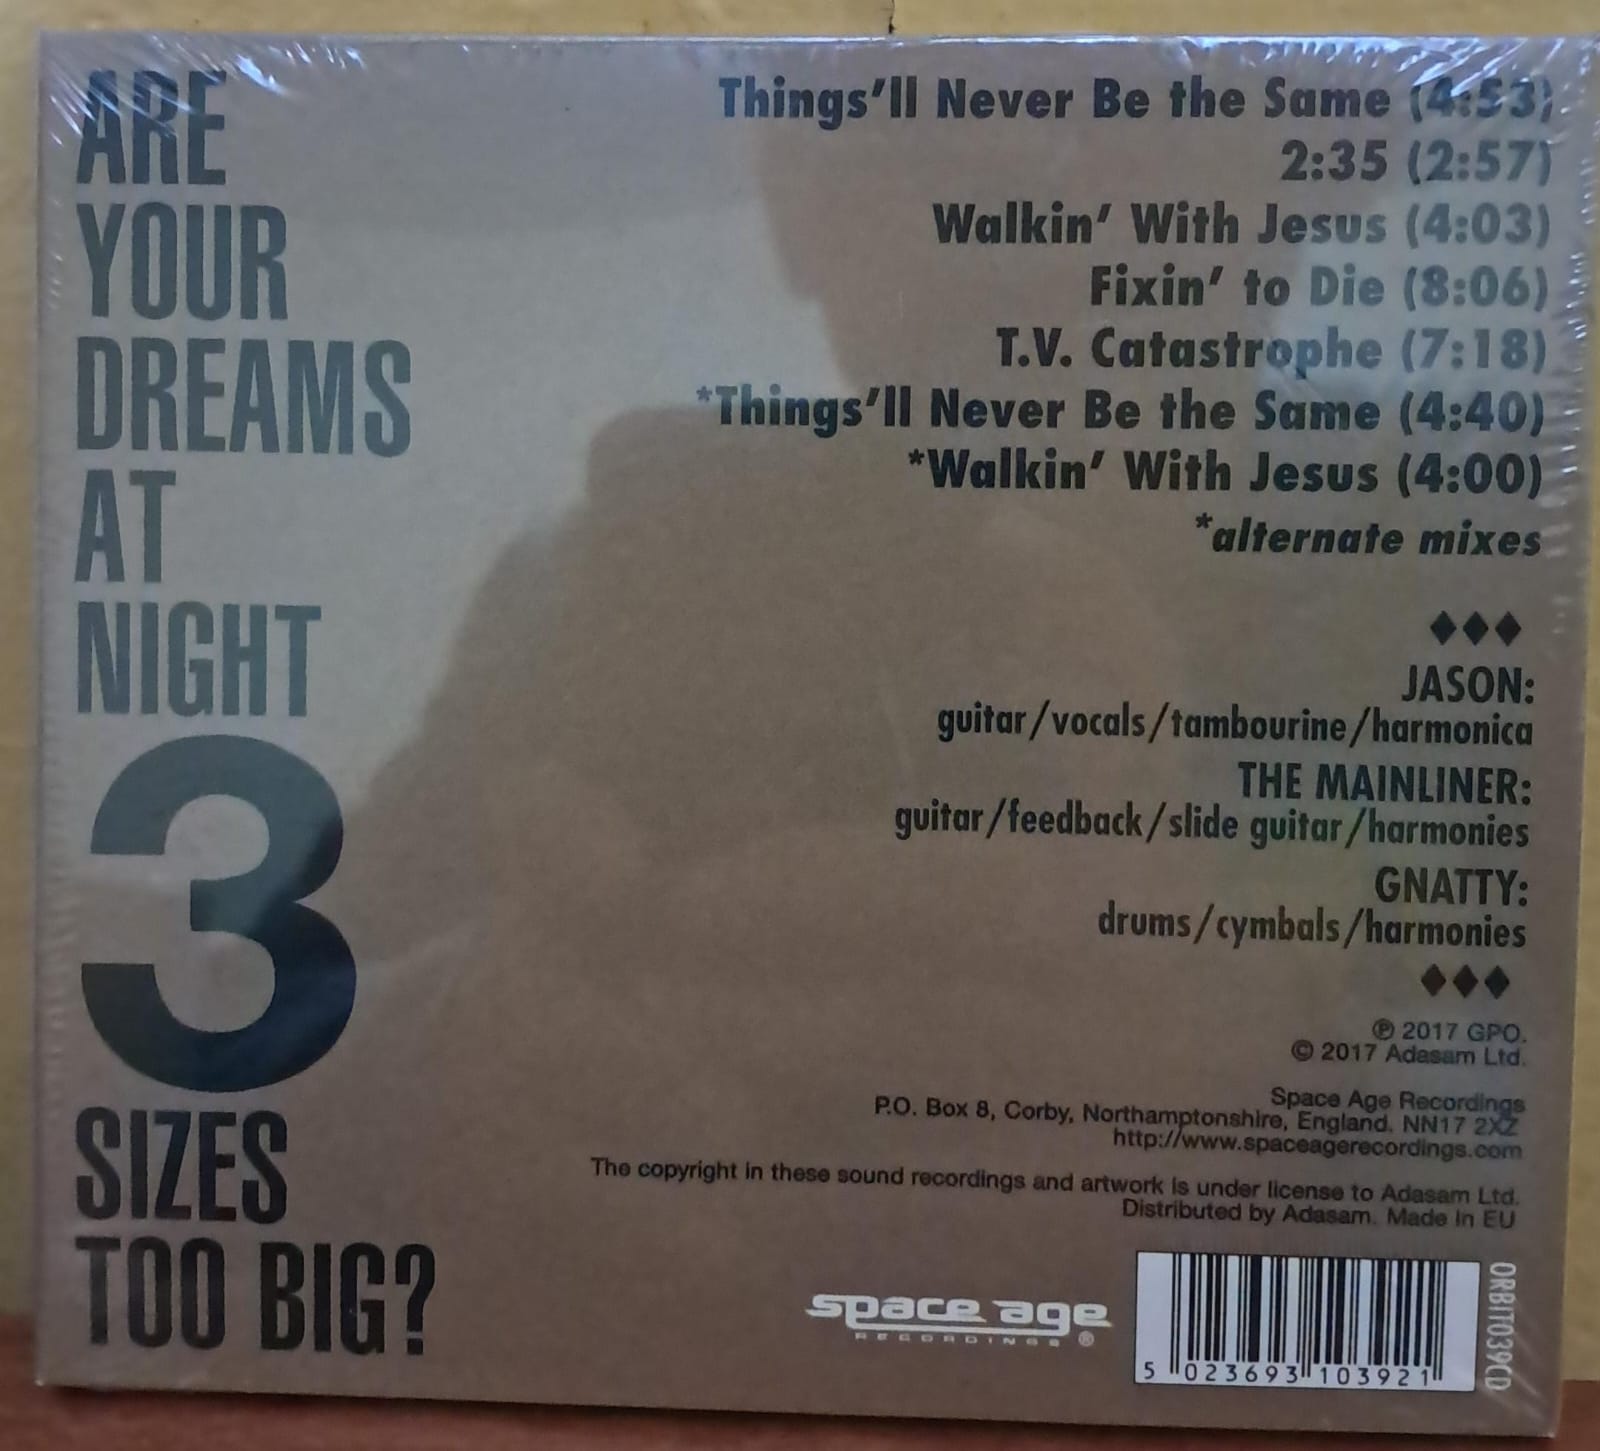 ARE
YOUR
DREAMS
AT
NIGHT
3
SIZES
TOO BIG?
Things'll Never Be the Same (4:53)
2:35 (2:57)
Walkin' With Jesus (4:03)
Fixin' to Die (8:06)
T.V. Catastrophe (7:18)
*Things'll Never Be the Same (4:40)
*Walkin' With Jesus (4:00)
*alternate mixes
JASON:
guitar/vocals/tambourine/harmonica
THE MAINLINER:
guitar/feedback/slide guitar/harmonies
GNATTY:
drums/cymbals/harmonies
℗ 2017 GPO.
© 2017 Adasam Ltd.
Space Age Recordings
P.O. Box 8, Corby, Northamptonshire, England. NN17 2XZ
http://www.spaceagerecordings.com
The copyright in these sound recordings and artwork is under license to Adasam Ltd.
Distributed by Adasam. Made in EU
space age
RECORDINGS ®
5 023693 103921
ORBIT039CD